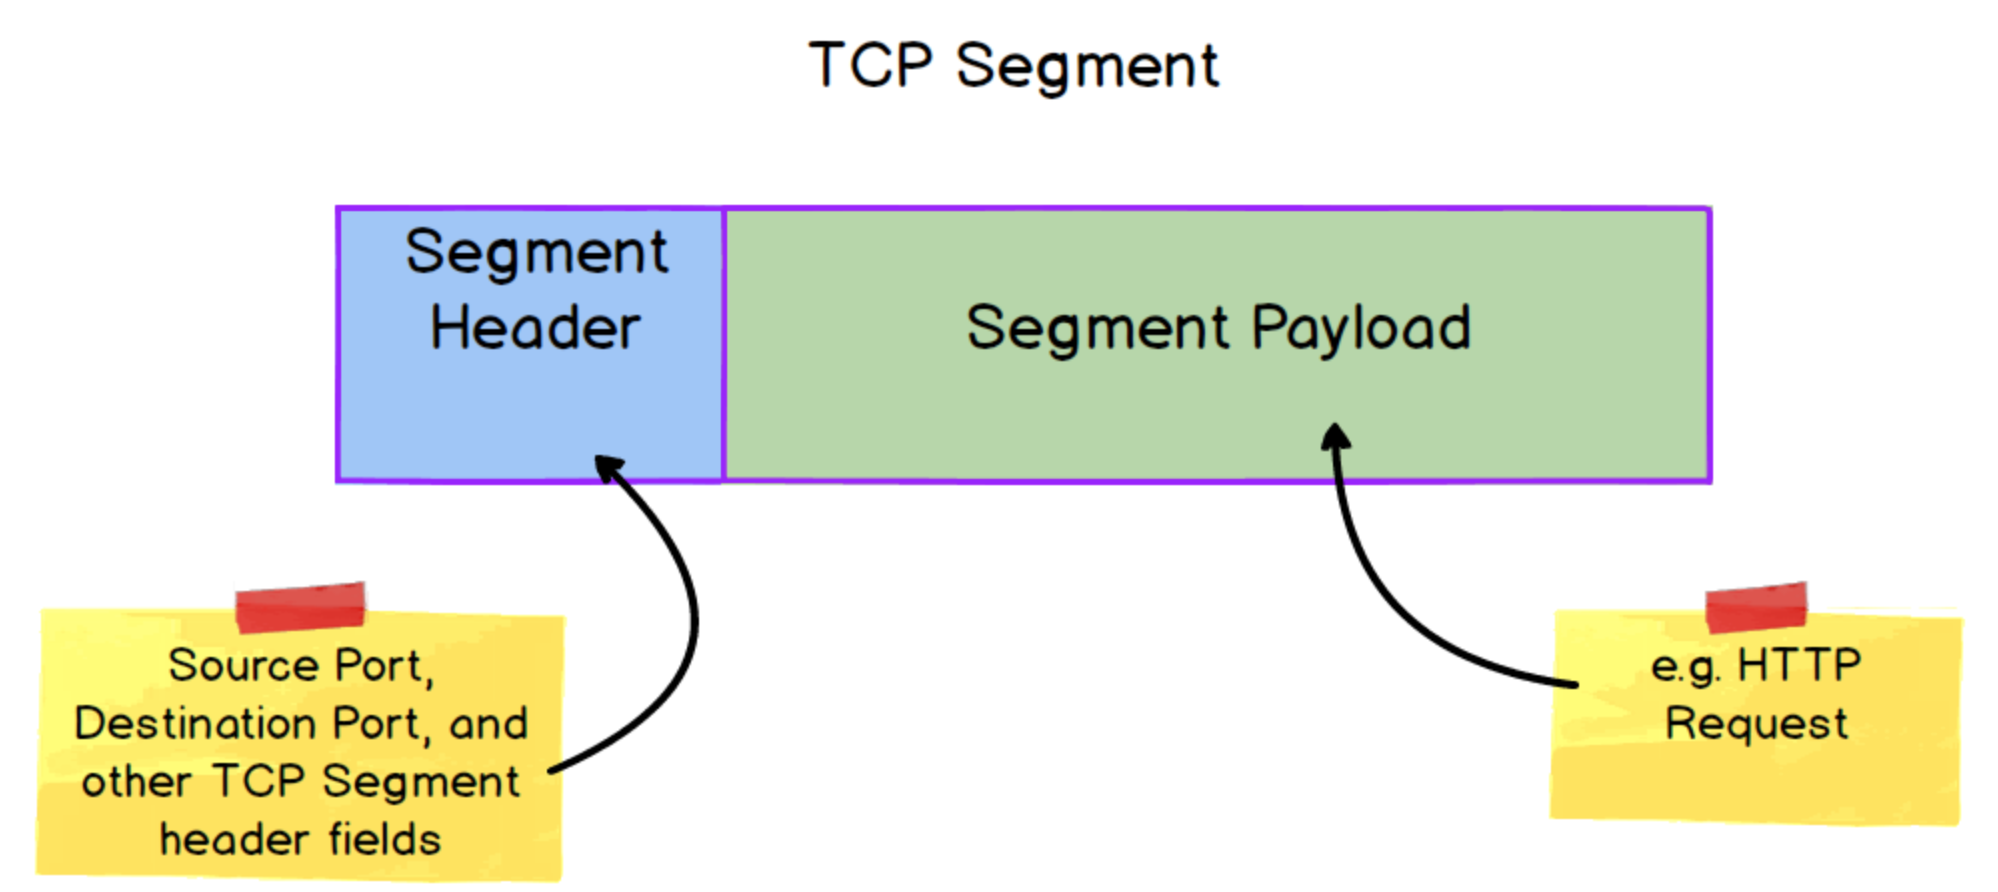 TCP Segment
Segment
Header
Segment Payload
Source Port,
Destination Port, and
other TCP Segment
header fields
e.g. HTTP
Request